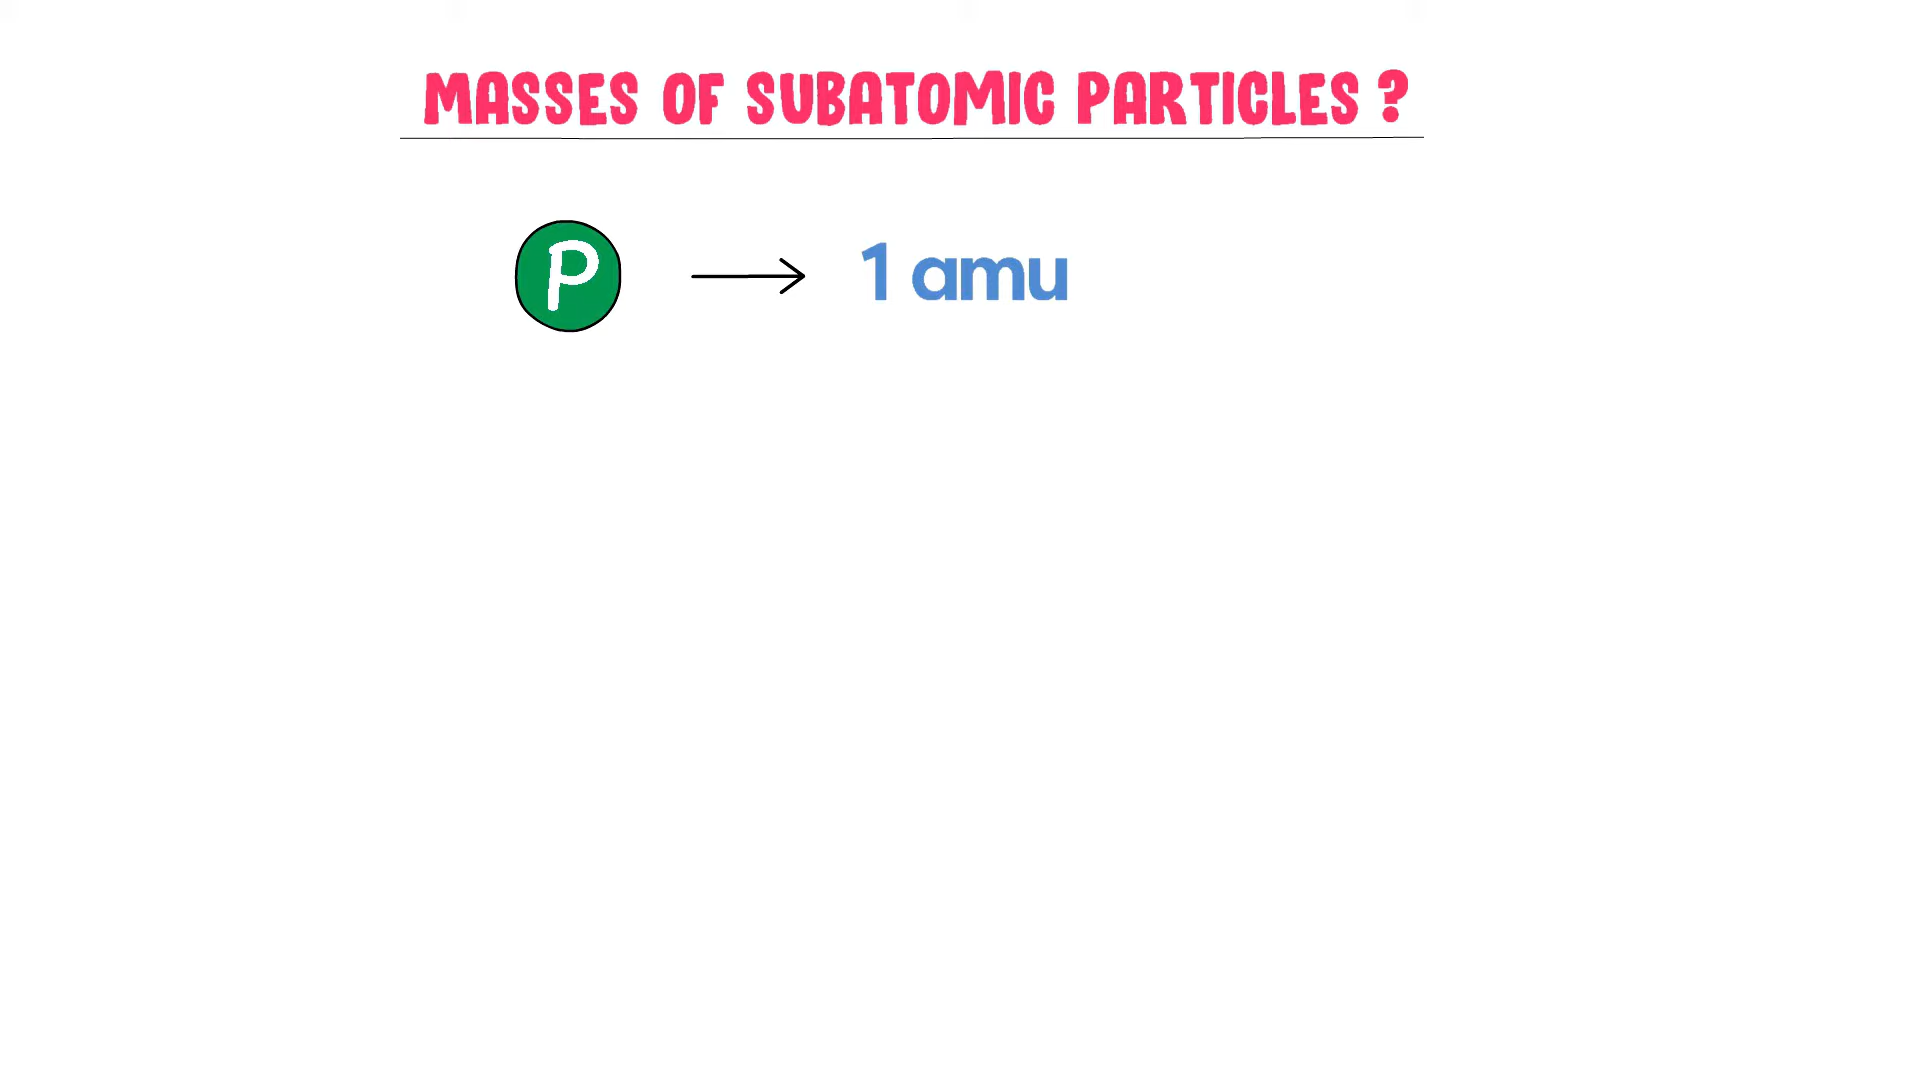 MASSES OF SUBATOMIC PARTICLES ?
P → 1 amu